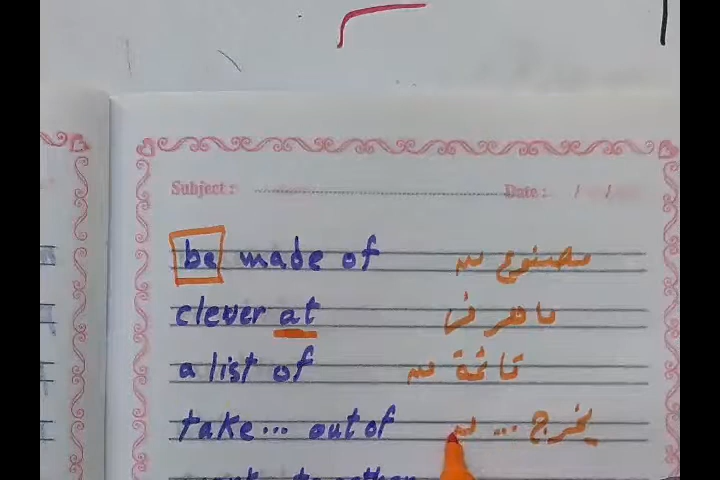 Subject : Date : / /
be made of مصنوع من
clever at ماهر فى
a list of قائمة من
take... out of يخرج ... من